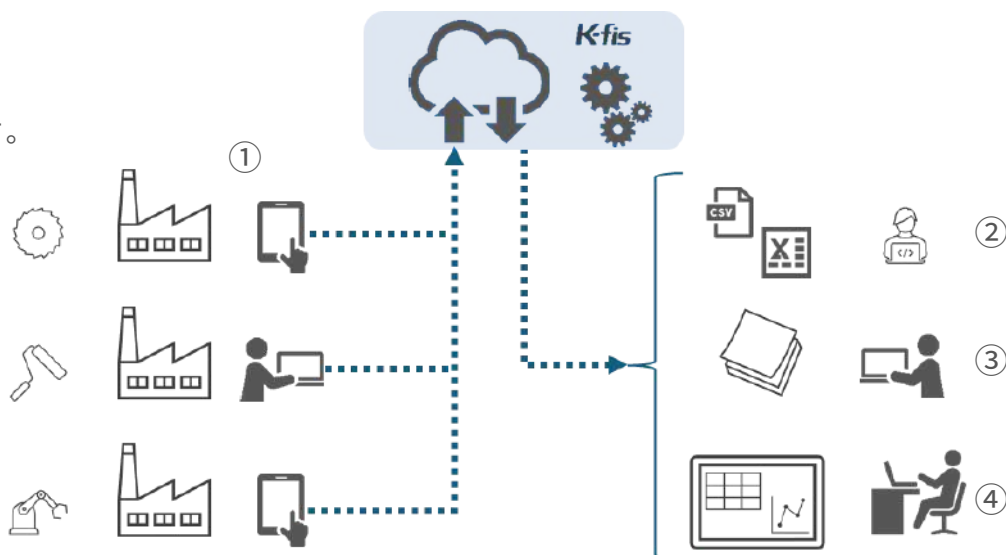 K-fis
。
①
CSV
X
</>
②
③
④